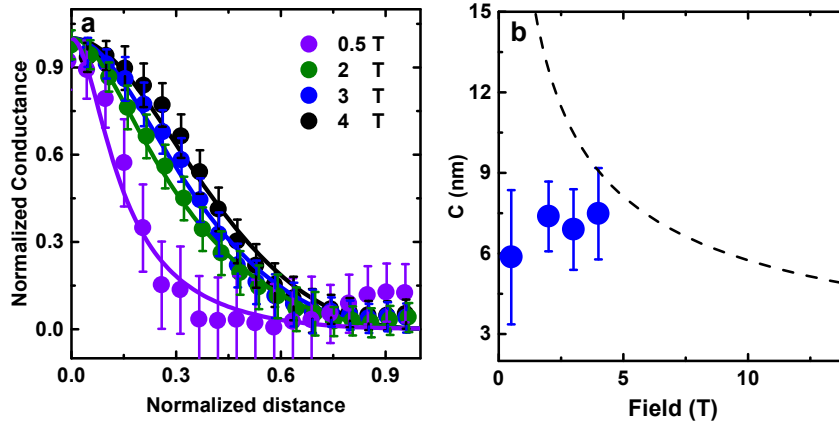 a
0.5 T
2 T
3 T
4 T
0.9
0.6
0.3
0.0
Normalized Conductance
0.0 0.3 0.6 0.9
Normalized distance
b
15
12
9
6
3
C (nm)
0 5 10
Field (T)